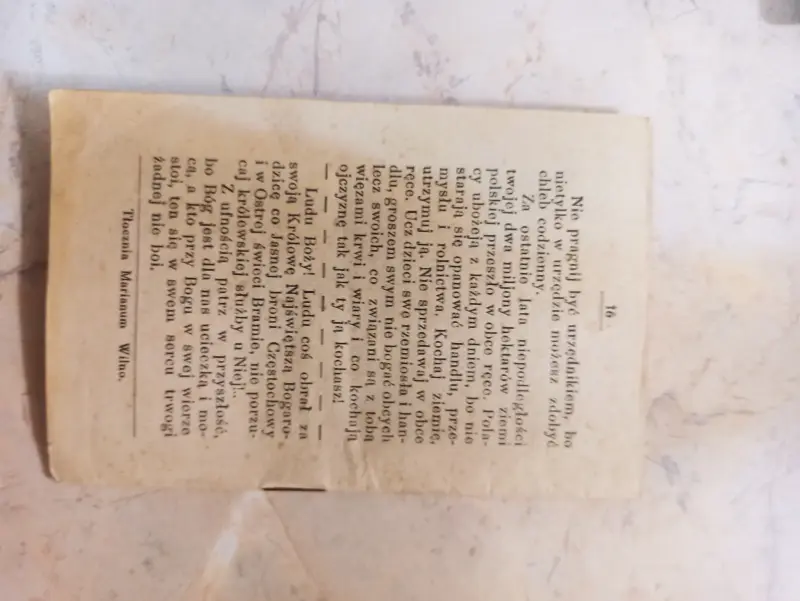 16
Nie pragnij być urzędnikiem, bo
nietylko w urzędzie możesz zdobyć
chleb codzienny.
Za ostatnie lata niepodległości
twojej dwa miljony hektarów ziemi
polskiej przeszło w obce ręce. Pola-
cy ubożeją z każdym dniem, bo nie
starają się opanować handlu, prze-
mysłu i rolnictwa. Kochaj ziemię,
utrzymuj ją. Nie sprzedawaj w obce
ręce. Ucz dzieci swe rzemiosła i han-
dlu, groszem swym nie bogać obcych
lecz swoich, co związani są z tobą
więzami krwi i wiary i co kochają
ojczyznę tak jak ty ją kochasz!
— — — — — — — — —
Ludu Boży! Ludu coś obrał za
swoją Królowę Najświętszą Bogaro-
dzicę co Jasnej broni Częstochowy
i w Ostrej świeci Bramie, nie porzu-
caj królewskiej służby u Niej!..
Z ufnością patrz w przyszłość,
bo Bóg jest dla nas ucieczką i mo-
cą, a kto przy Bogu w swej wierze
stoi, ten się w swem sercu trwogi
żadnej nie boi.
Tłocznia Marianum Wilno.